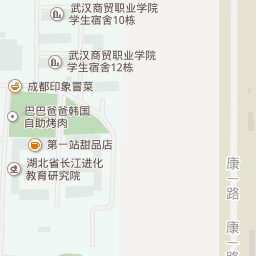 武汉商贸职业学院
学生宿舍10栋
武汉商贸职业学院
学生宿舍12栋
成都印象冒菜
巴巴爸爸韩国
自助烤肉
第一站甜品店
湖北省长江进化
教育研究院
康一路
康一路